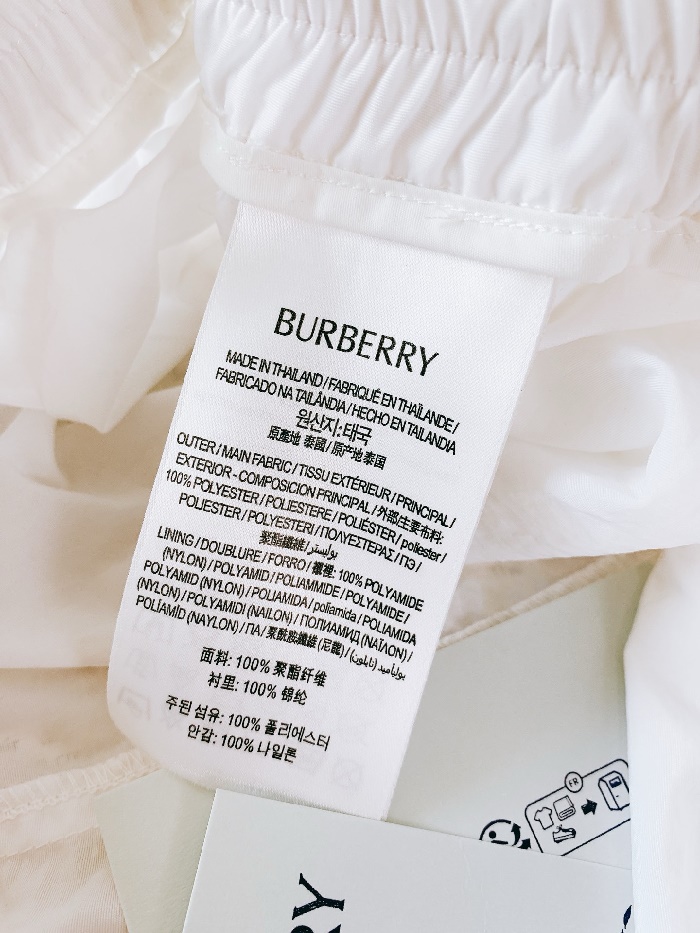 BURBERRY
MADE IN THAILAND / FABRIQUÉ EN THAÏLANDE /
FABRICADO NA TAILÂNDIA / HECHO EN TAILANDIA
원산지:태국
原產地 泰國 / 原产地 泰国
OUTER / MAIN FABRIC / TISSU EXTÉRIEUR / PRINCIPAL /
EXTERIOR - COMPOSICION PRINCIPAL / 外部/主要布料:
100% POLYESTER / POLIESTERE / POLIÉSTER / poliester /
POLIESTER / POLYESTERI / ΠΟΛΥΕΣΤΕΡΑΣ / ПЭ /
聚酯纖維 / بوليستر
LINING / DOUBLURE / FORRO / 襯裡: 100% POLYAMIDE
(NYLON) / POLYAMID / POLIAMMIDE / POLYAMIDE /
POLYAMID (NYLON) / POLIAMIDA / poliamida / POLIAMIDA
(NYLON) / POLYAMIDI (NAILON) / ΠΟΛΙΑΜΙΔ (ΝΑΪΛΟΝ) /
POLİAMİD (NAYLON) / ПА / 聚酰胺纖維 (尼龍) / بولياميد (نايلون)
面料: 100% 聚酯纤维
衬里: 100% 锦纶
주된 섬유: 100% 폴리에스터
안감: 100% 나일론
FR
RY